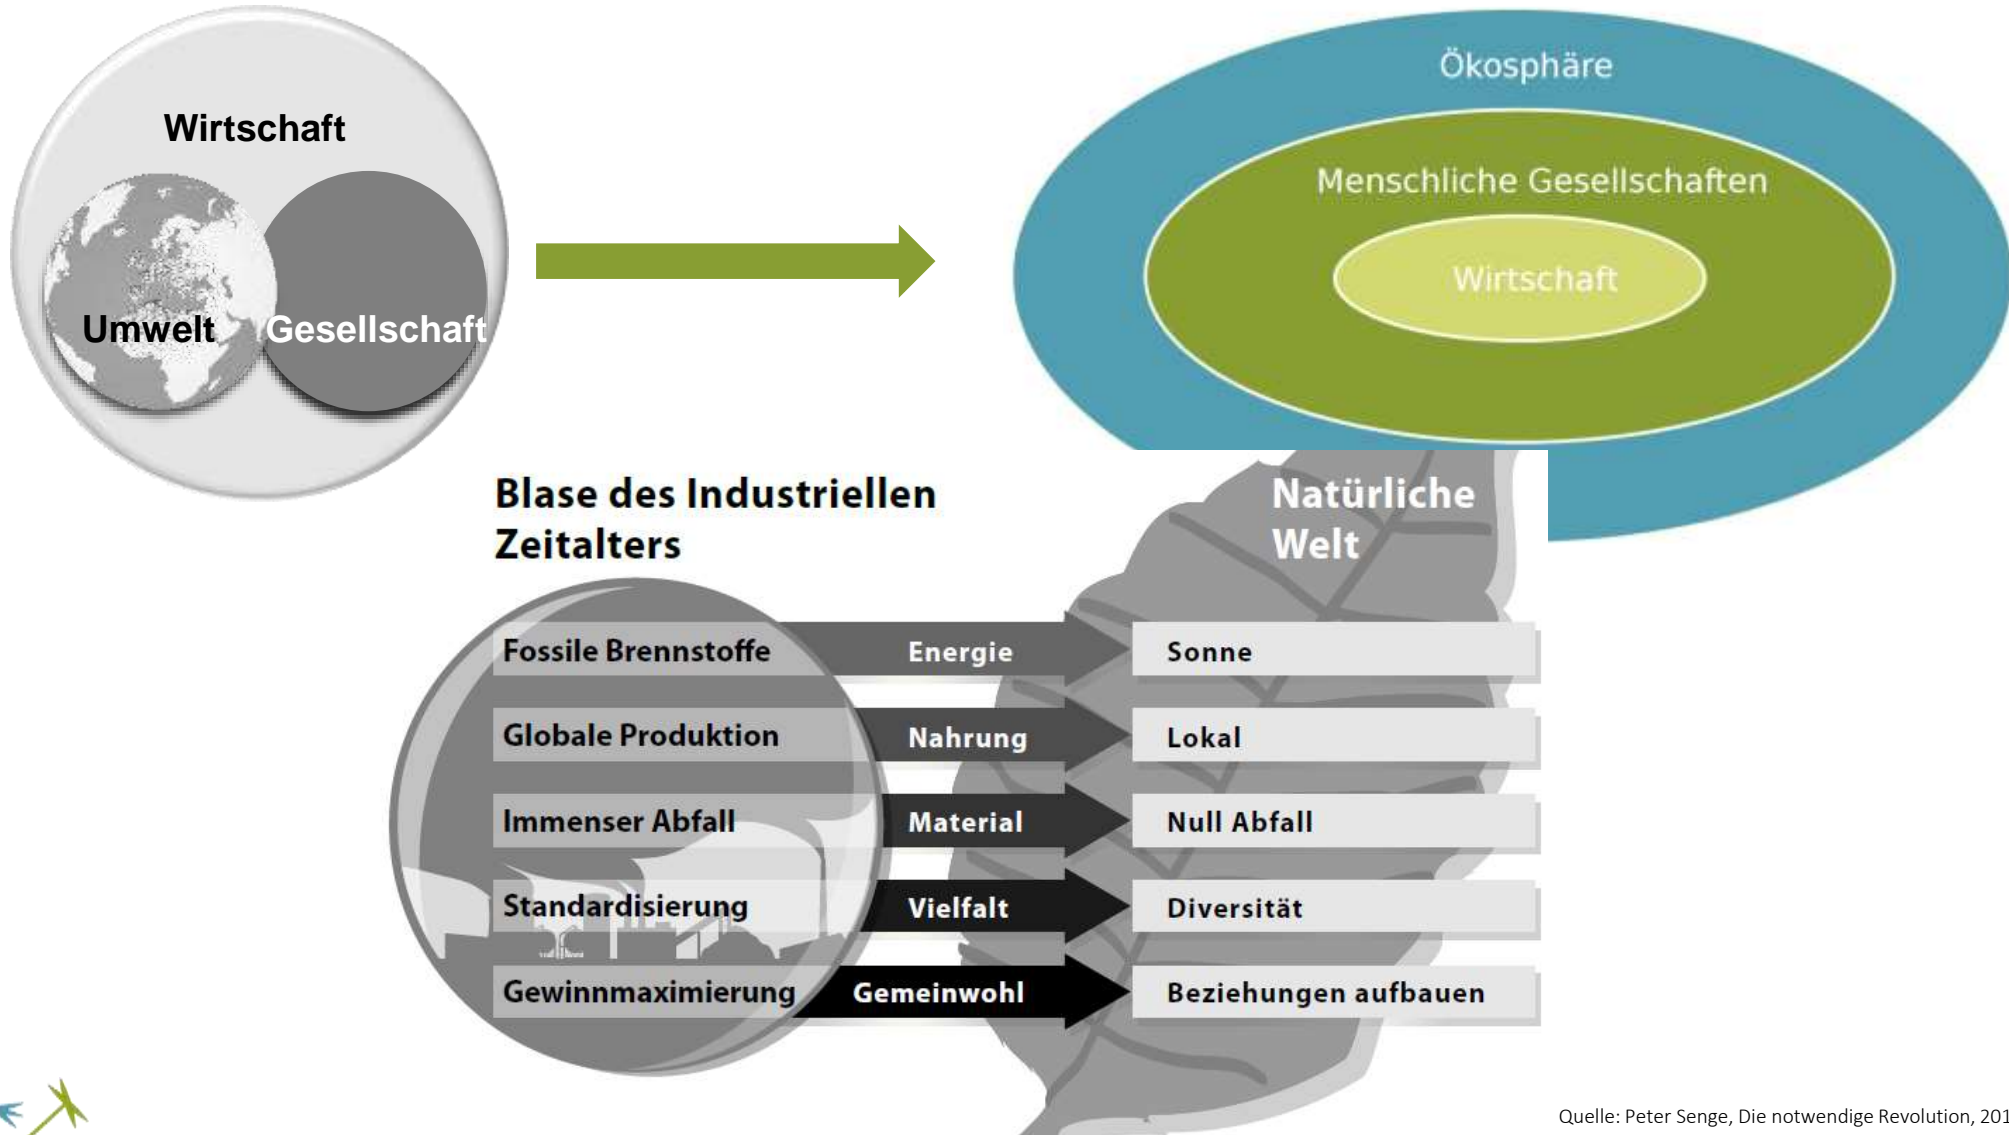 Wirtschaft
Umwelt
Gesellschaft
Ökosphäre
Menschliche Gesellschaften
Wirtschaft
Blase des Industriellen
Zeitalters
Natürliche
Welt
Fossile Brennstoffe Energie Sonne
Globale Produktion Nahrung Lokal
Immenser Abfall Material Null Abfall
Standardisierung Vielfalt Diversität
Gewinnmaximierung Gemeinwohl Beziehungen aufbauen
Quelle: Peter Senge, Die notwendige Revolution, 201